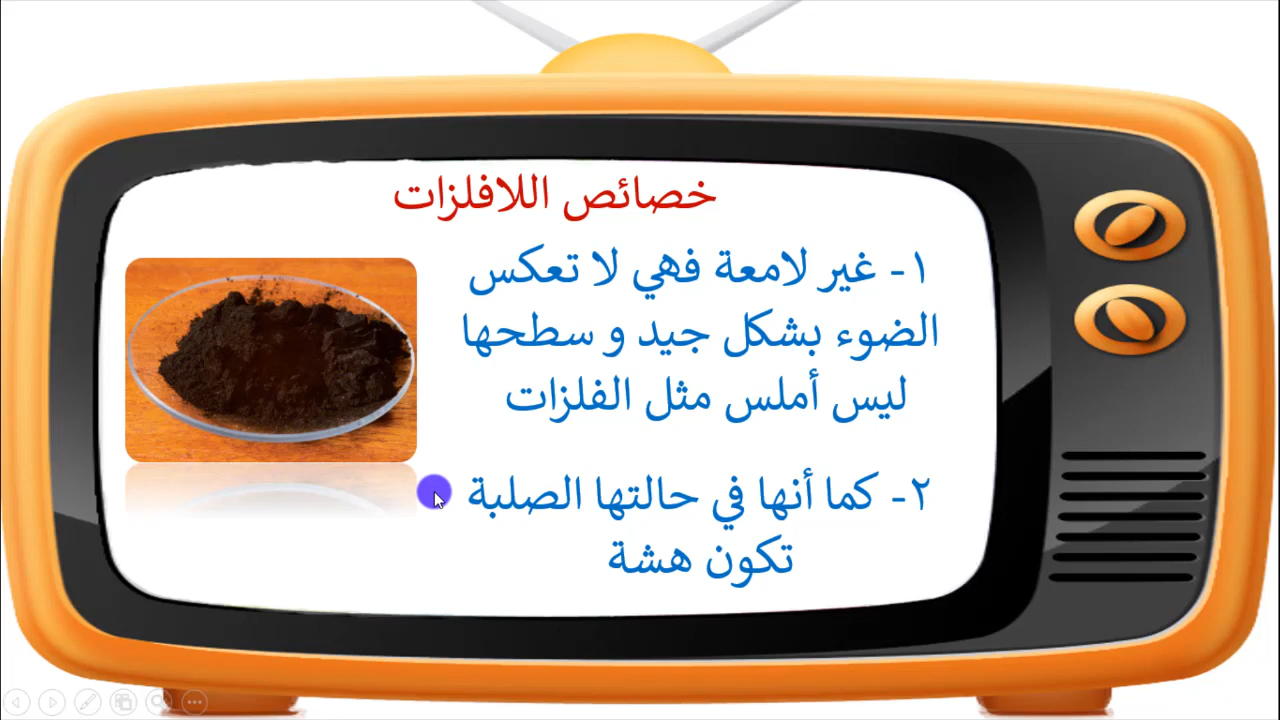 خصائص اللافلزات
١- غير لامعة فهي لا تعكس
الضوء بشكل جيد و سطحها
ليس أملس مثل الفلزات
٢- كما أنها في حالتها الصلبة
تكون هشة